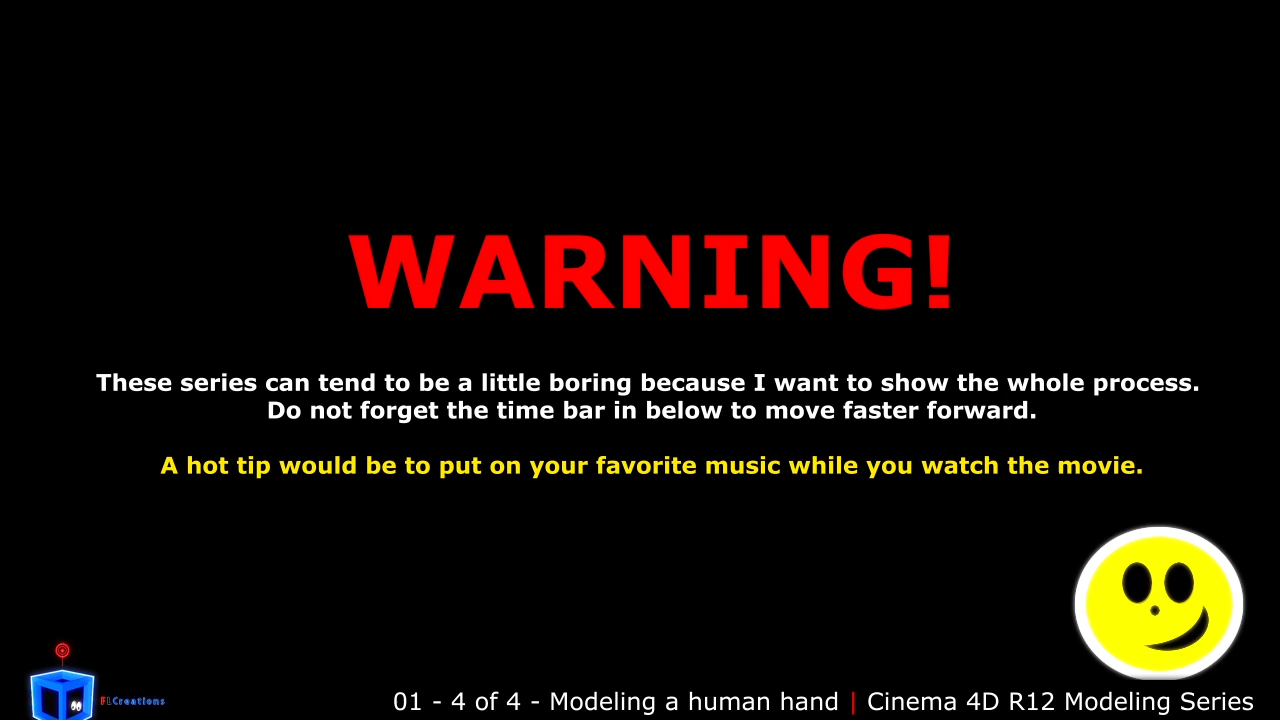 WARNING!
These series can tend to be a little boring because I want to show the whole process.
Do not forget the time bar in below to move faster forward.
A hot tip would be to put on your favorite music while you watch the movie.
FLCreations
01 - 4 of 4 - Modeling a human hand | Cinema 4D R12 Modeling Series